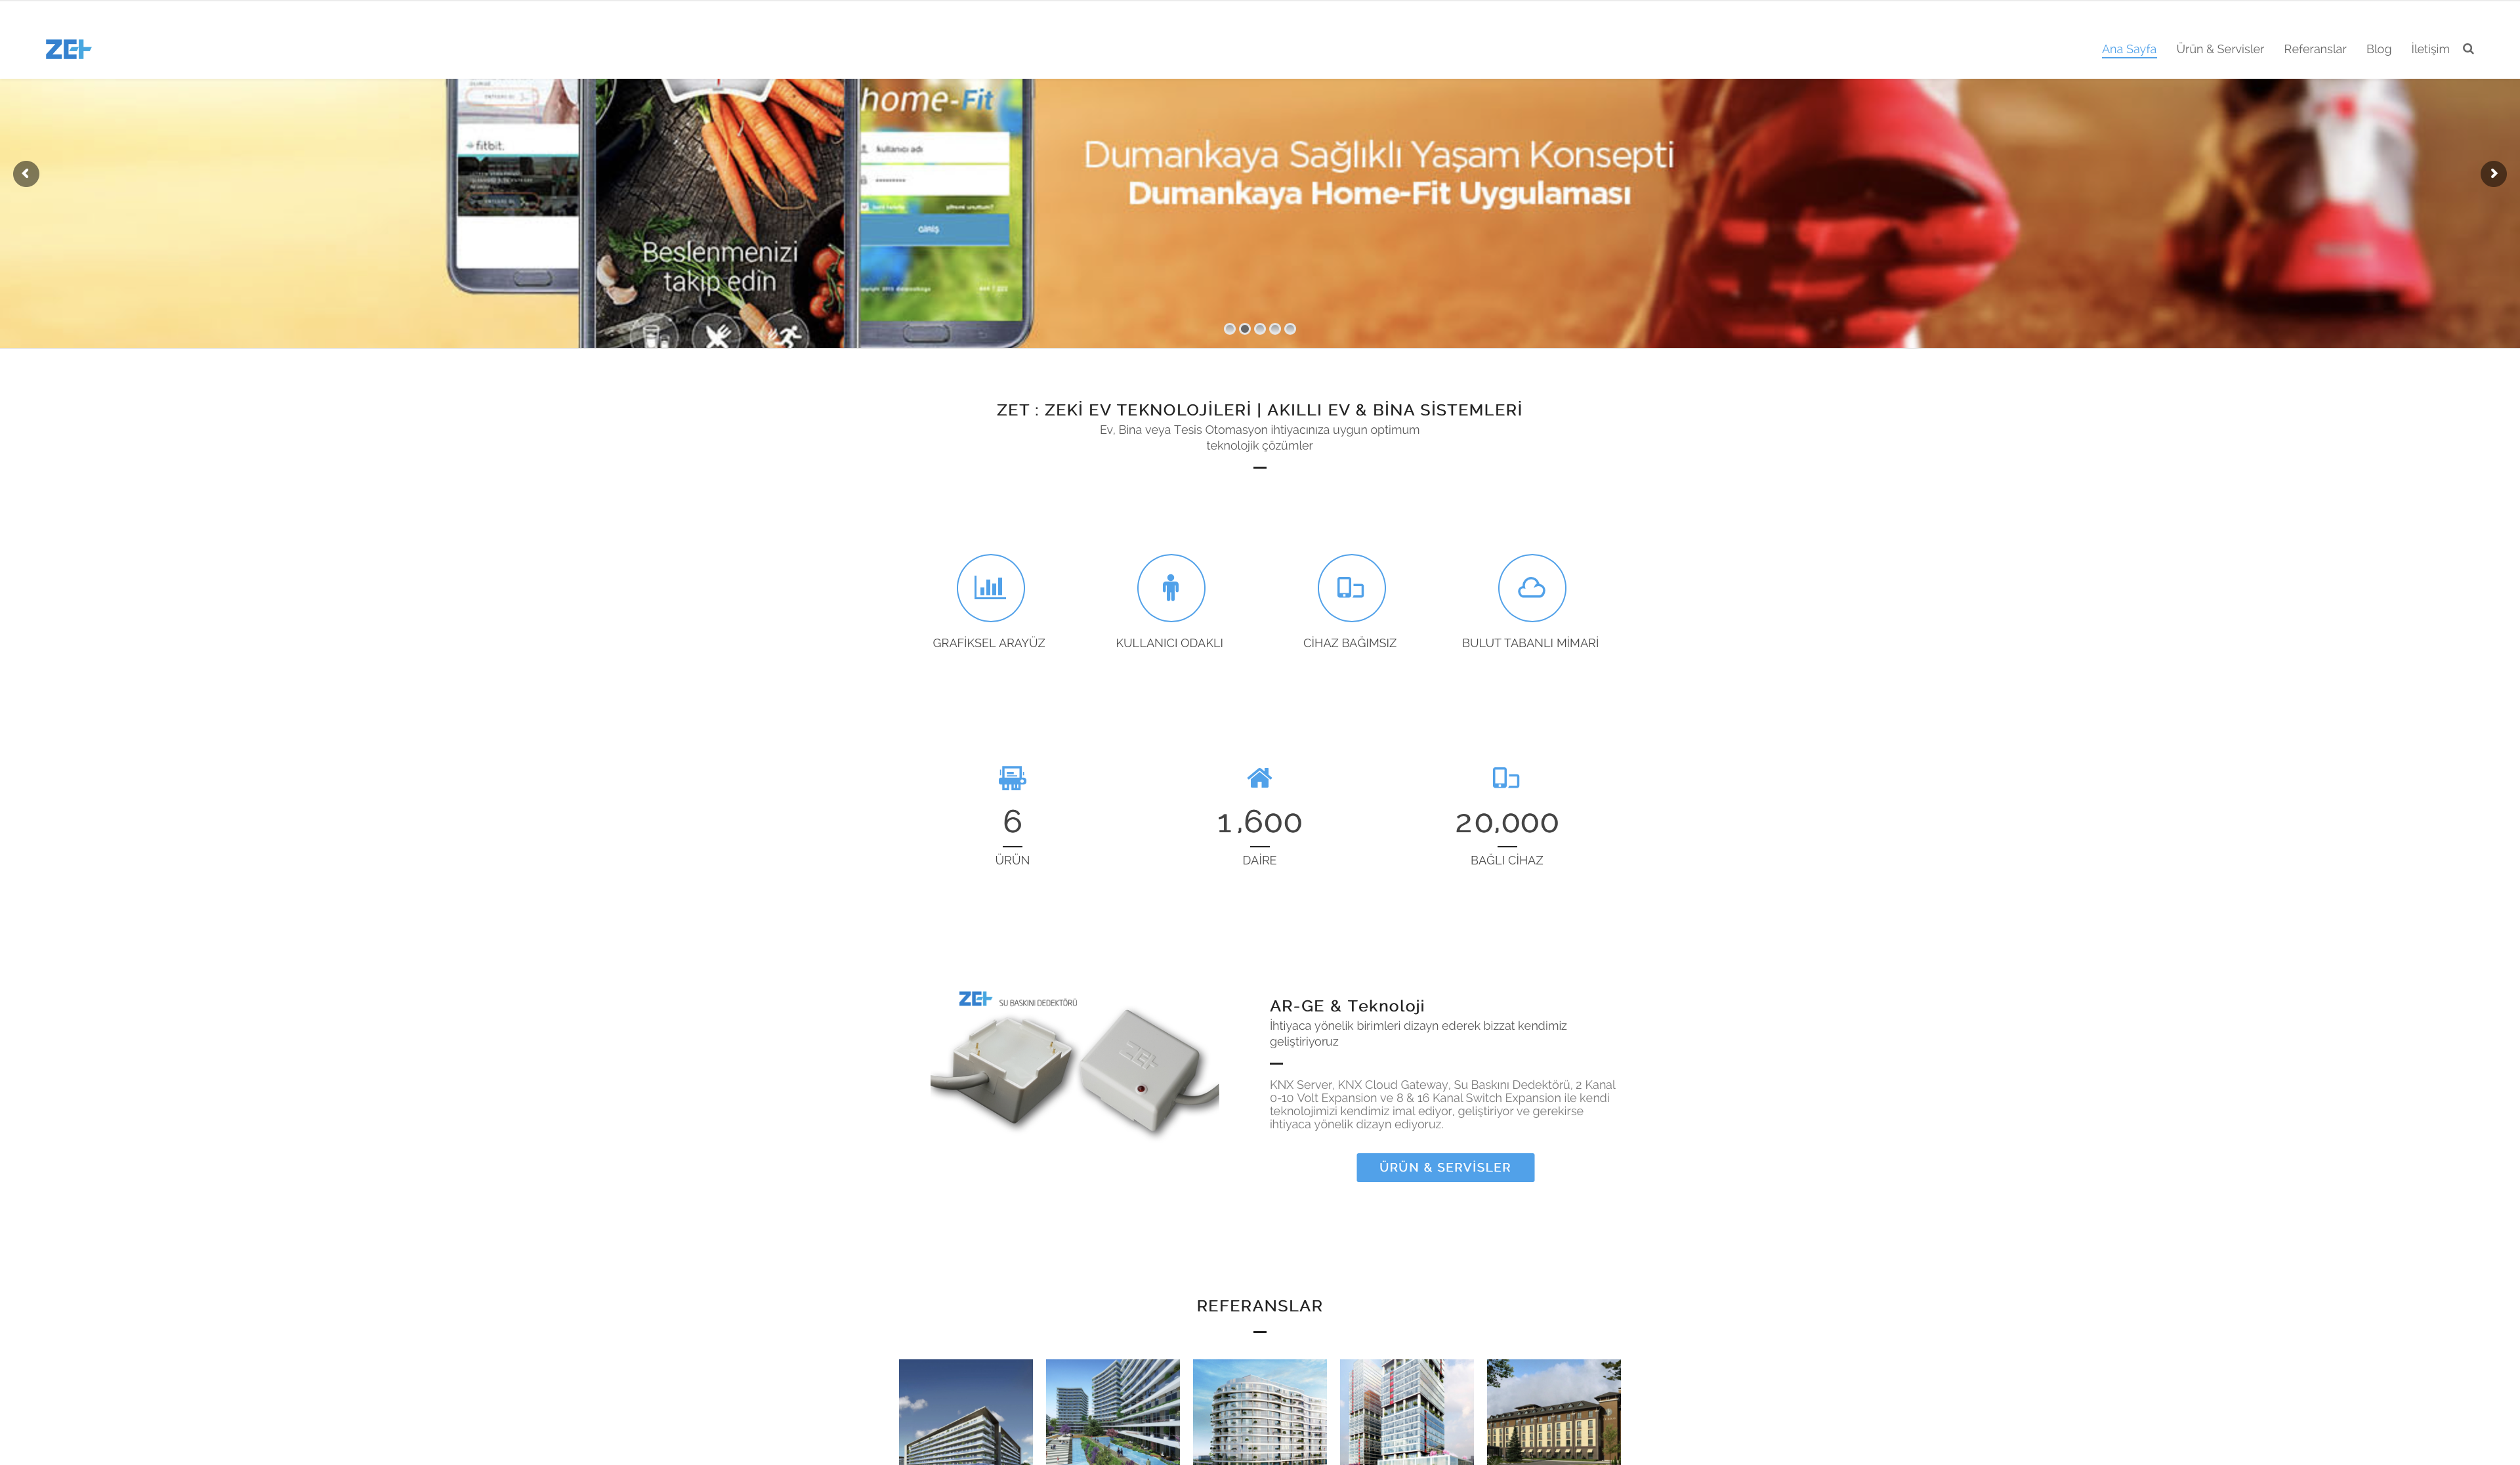 ZET
Ana Sayfa Ürün & Servisler Referanslar Blog İletişim
home-Fit
fitbit.
kullanıcı adı
GİRİŞ
Beslenmenizi
takip edin
Dumankaya Sağlıklı Yaşam Konsepti
Dumankaya Home-Fit Uygulaması
ZET : ZEKİ EV TEKNOLOJİLERİ | AKILLI EV & BİNA SİSTEMLERİ
Ev, Bina veya Tesis Otomasyon ihtiyacınıza uygun optimum
teknolojik çözümler
GRAFİKSEL ARAYÜZ KULLANICI ODAKLI CİHAZ BAĞIMSIZ BULUT TABANLI MİMARİ
6 1,600 20,000
ÜRÜN DAİRE BAĞLI CİHAZ
ZET SU BASKINI DEDEKTÖRÜ
ZET
AR-GE & Teknoloji
İhtiyaca yönelik birimleri dizayn ederek bizzat kendimiz
geliştiriyoruz
KNX Server, KNX Cloud Gateway, Su Baskını Dedektörü, 2 Kanal
0-10 Volt Expansion ve 8 & 16 Kanal Switch Expansion ile kendi
teknolojimizi kendimiz imal ediyor, geliştiriyor ve gerekirse
ihtiyaca yönelik dizayn ediyoruz.
ÜRÜN & SERVİSLER
REFERANSLAR